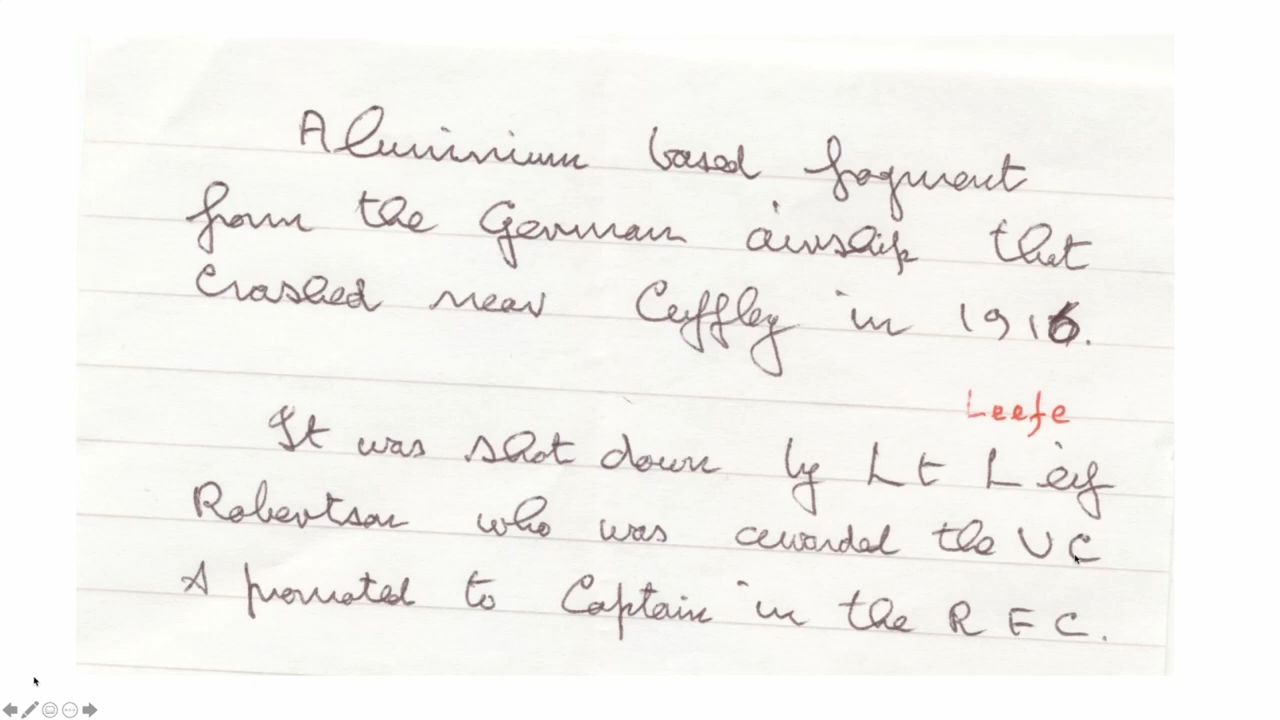 Aluminium based fragment
from the German airship that
Crashed near Cuffley in 1916.
Leefe
It was shot down by Lt Leif
Robertson who was awarded the VC
& promoted to Captain in the RFC.